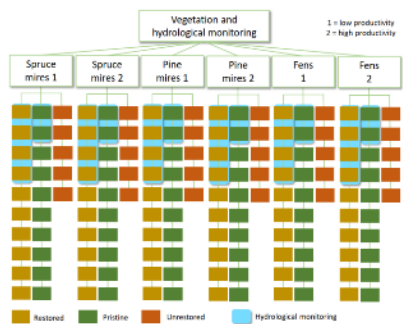 Vegetation and
hydrological monitoring
1 = low productivity
2 = high productivity
Spruce
mires 1
Spruce
mires 2
Pine
mires 1
Pine
mires 2
Fens
1
Fens
2
Restored
Pristine
Unrestored
Hydrological monitoring